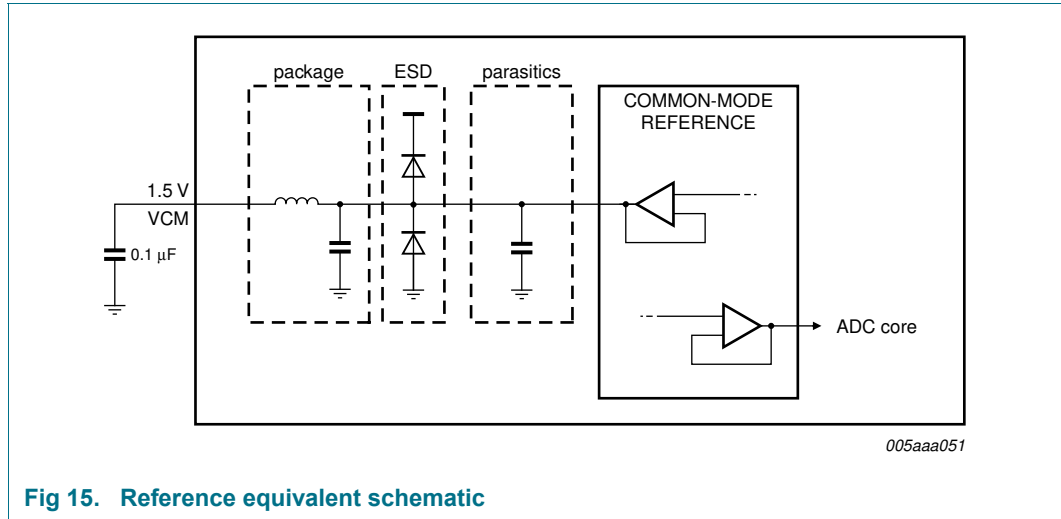 package
ESD
parasitics
COMMON-MODE
REFERENCE
1.5 V
VCM
0.1 μF
ADC core
005aaa051
Fig 15. Reference equivalent schematic